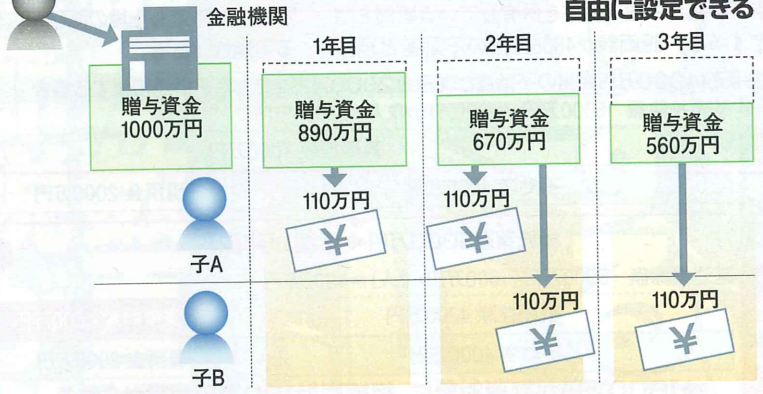 自由に設定できる
金融機関
1年目
2年目
3年目
贈与資金
1000万円
贈与資金
890万円
贈与資金
670万円
贈与資金
560万円
110万円
¥
110万円
¥
子A
110万円
¥
110万円
¥
子B